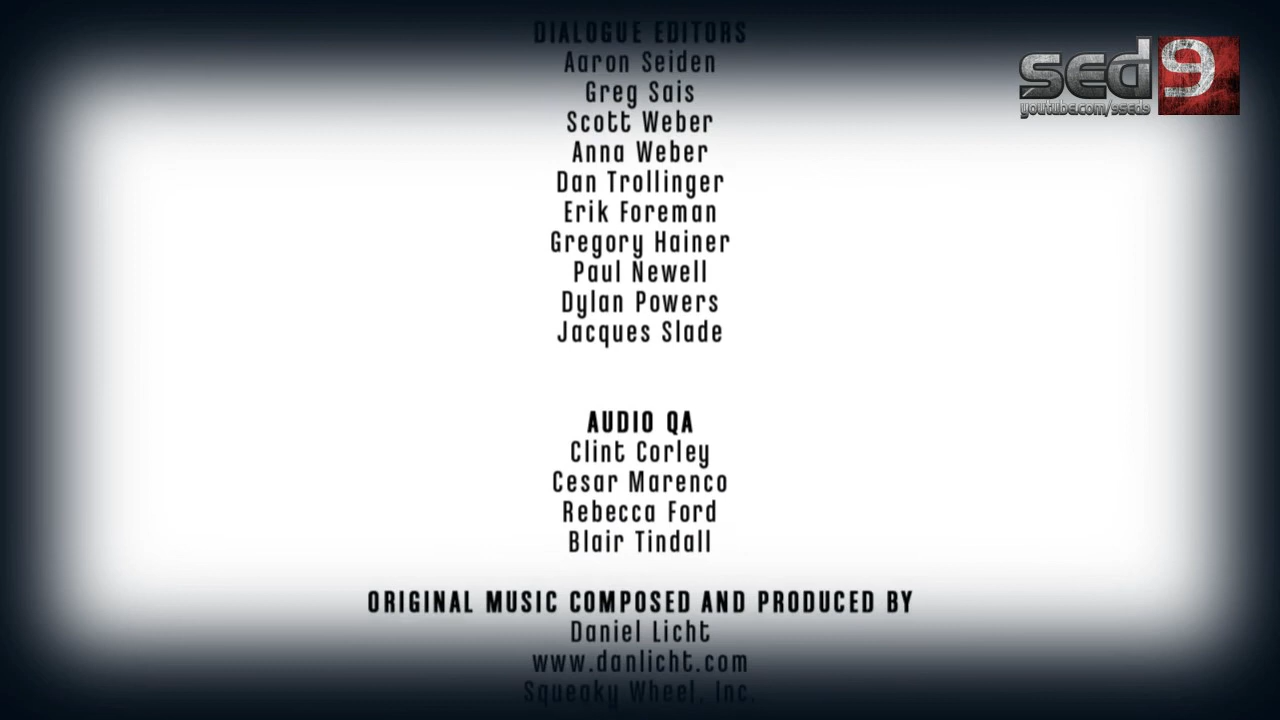 DIALOGUE EDITORS
Aaron Seiden
Greg Sais
Scott Weber
Anna Weber
Dan Trollinger
Erik Foreman
Gregory Hainer
Paul Newell
Dylan Powers
Jacques Slade
AUDIO QA
Clint Corley
Cesar Marenco
Rebecca Ford
Blair Tindall
ORIGINAL MUSIC COMPOSED AND PRODUCED BY
Daniel Licht
www.danlicht.com
Squeaky Wheel, Inc.
sed9
youtube.com/sseds